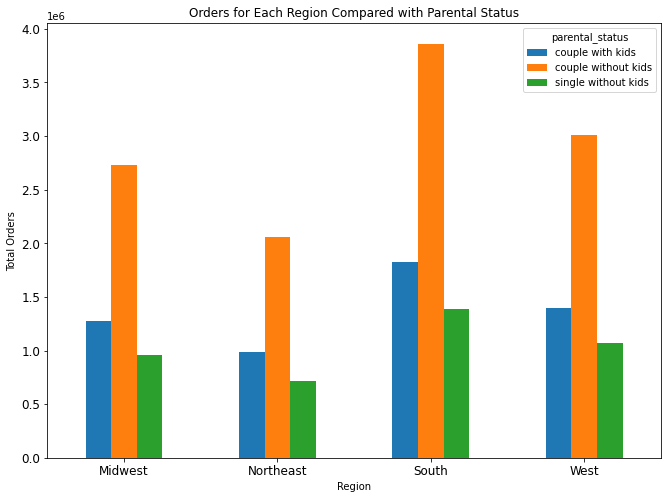 Orders for Each Region Compared with Parental Status
1e6
4.0
3.5
3.0
2.5
2.0
1.5
1.0
0.5
0.0
Total Orders
parental_status
couple with kids
couple without kids
single without kids
Midwest
Northeast
South
West
Region